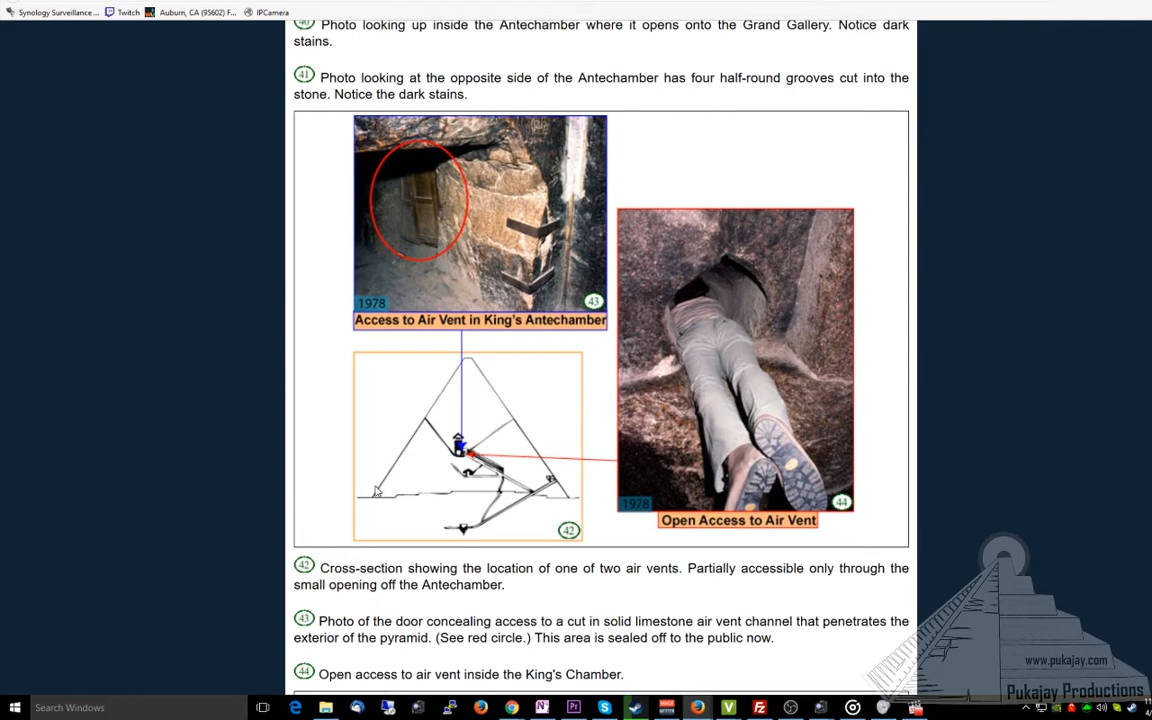 Synology Surveillance ...
Twitch
Auburn, CA (95602) F...
IPCamera
40 Photo looking up inside the Antechamber where it opens onto the Grand Gallery. Notice dark
stains.
41 Photo looking at the opposite side of the Antechamber has four half-round grooves cut into the
stone. Notice the dark stains.
1978
43
Access to Air Vent in King's Antechamber
42
1978
44
Open Access to Air Vent
42 Cross-section showing the location of one of two air vents. Partially accessible only through the
small opening off the Antechamber.
43 Photo of the door concealing access to a cut in solid limestone air vent channel that penetrates the
exterior of the pyramid. (See red circle.) This area is sealed off to the public now.
44 Open access to air vent inside the King's Chamber.
www.pukajay.com
Pukajay Productions
Search Windows